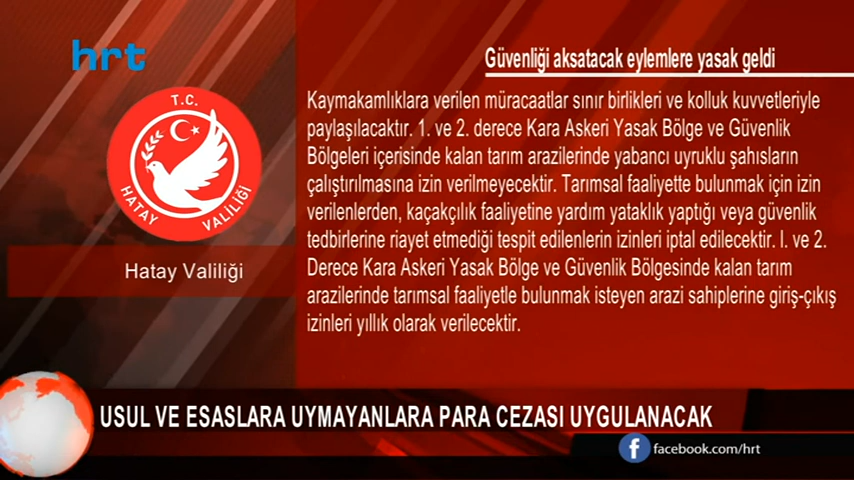 hrt
Güvenliği aksatacak eylemlere yasak geldi
T.C.
HATAY VALİLİĞİ
Hatay Valiliği
Kaymakamlıklara verilen müracaatlar sınır birlikleri ve kolluk kuvvetleriyle
paylaşılacaktır. 1. ve 2. derece Kara Askeri Yasak Bölge ve Güvenlik
Bölgeleri içerisinde kalan tarım arazilerinde yabancı uyruklu şahısların
çalıştırılmasına izin verilmeyecektir. Tarımsal faaliyette bulunmak için izin
verilenlerden, kaçakçılık faaliyetine yardım yataklık yaptığı veya güvenlik
tedbirlerine riayet etmediği tespit edilenlerin izinleri iptal edilecektir. I. ve 2.
Derece Kara Askeri Yasak Bölge ve Güvenlik Bölgesinde kalan tarım
arazilerinde tarımsal faaliyetle bulunmak isteyen arazi sahiplerine giriş-çıkış
izinleri yıllık olarak verilecektir.
USUL VE ESASLARA UYMAYANLARA PARA CEZASI UYGULANACAK
facebook.com/hrt